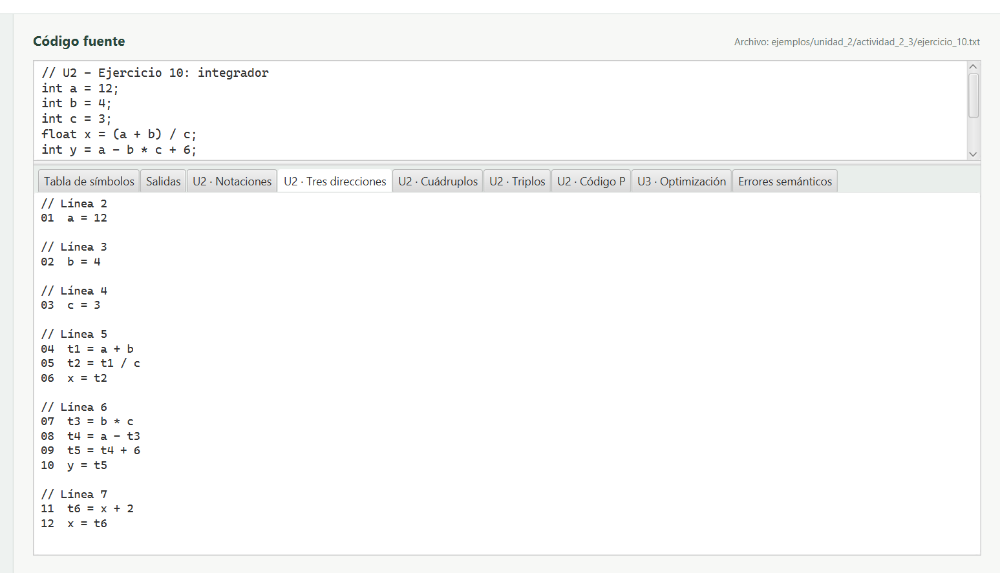 Código fuente
Archivo: ejemplos/unidad_2/actividad_2_3/ejercicio_10.txt
// U2 - Ejercicio 10: integrador
int a = 12;
int b = 4;
int c = 3;
float x = (a + b) / c;
int y = a - b * c + 6;
Tabla de símbolos Salidas U2 · Notaciones U2 · Tres direcciones U2 · Cuádruplos U2 · Triplos U2 · Código P U3 · Optimización Errores semánticos
// Línea 2
01  a = 12
// Línea 3
02  b = 4
// Línea 4
03  c = 3
// Línea 5
04  t1 = a + b
05  t2 = t1 / c
06  x = t2
// Línea 6
07  t3 = b * c
08  t4 = a - t3
09  t5 = t4 + 6
10  y = t5
// Línea 7
11  t6 = x + 2
12  x = t6